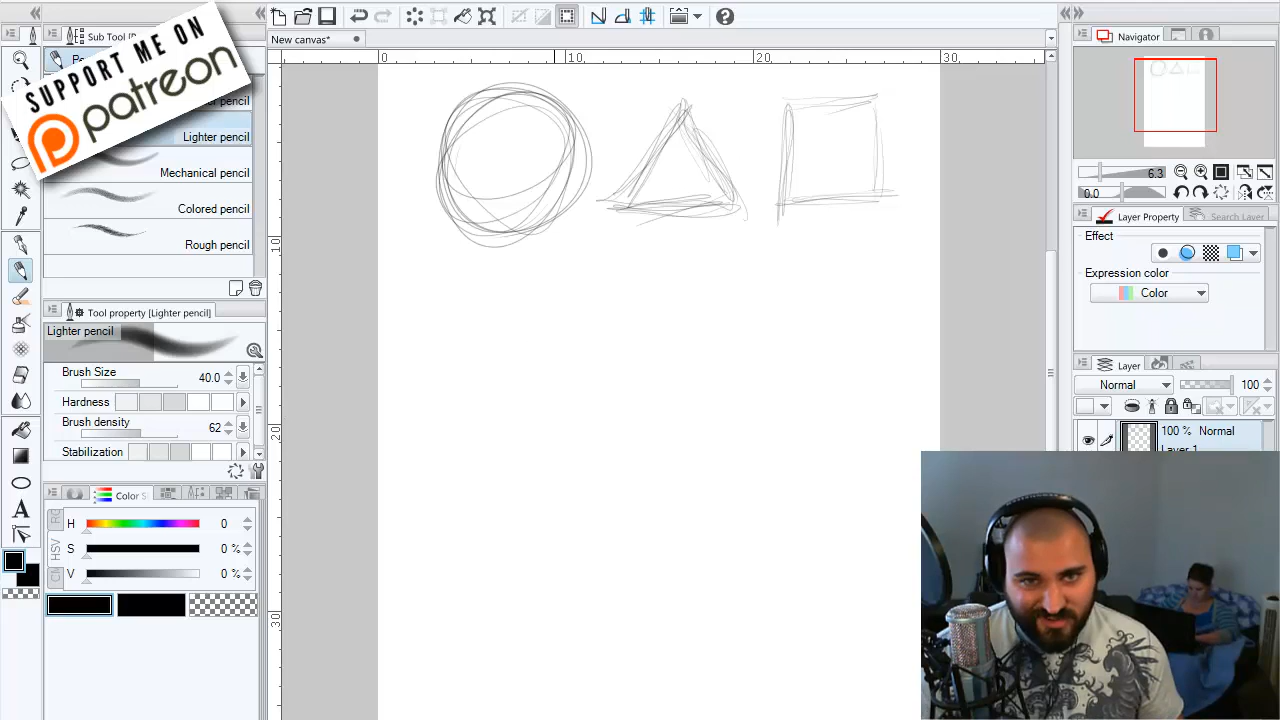 SUPPORT ME ON
patreon
Sub Tool
Lighter pencil
Mechanical pencil
Colored pencil
Rough pencil
Tool property [Lighter pencil]
Lighter pencil
Brush Size
40.0
Hardness
Brush density
62
Stabilization
Color
H
0
S
0 %
V
0 %
HSV
A
New canvas*
0
10
20
30
10
20
30
Navigator
6.3
0.0
Layer Property
Search Layer
Effect
Expression color
Color
Layer
Normal
100
100 % Normal
Layer 1